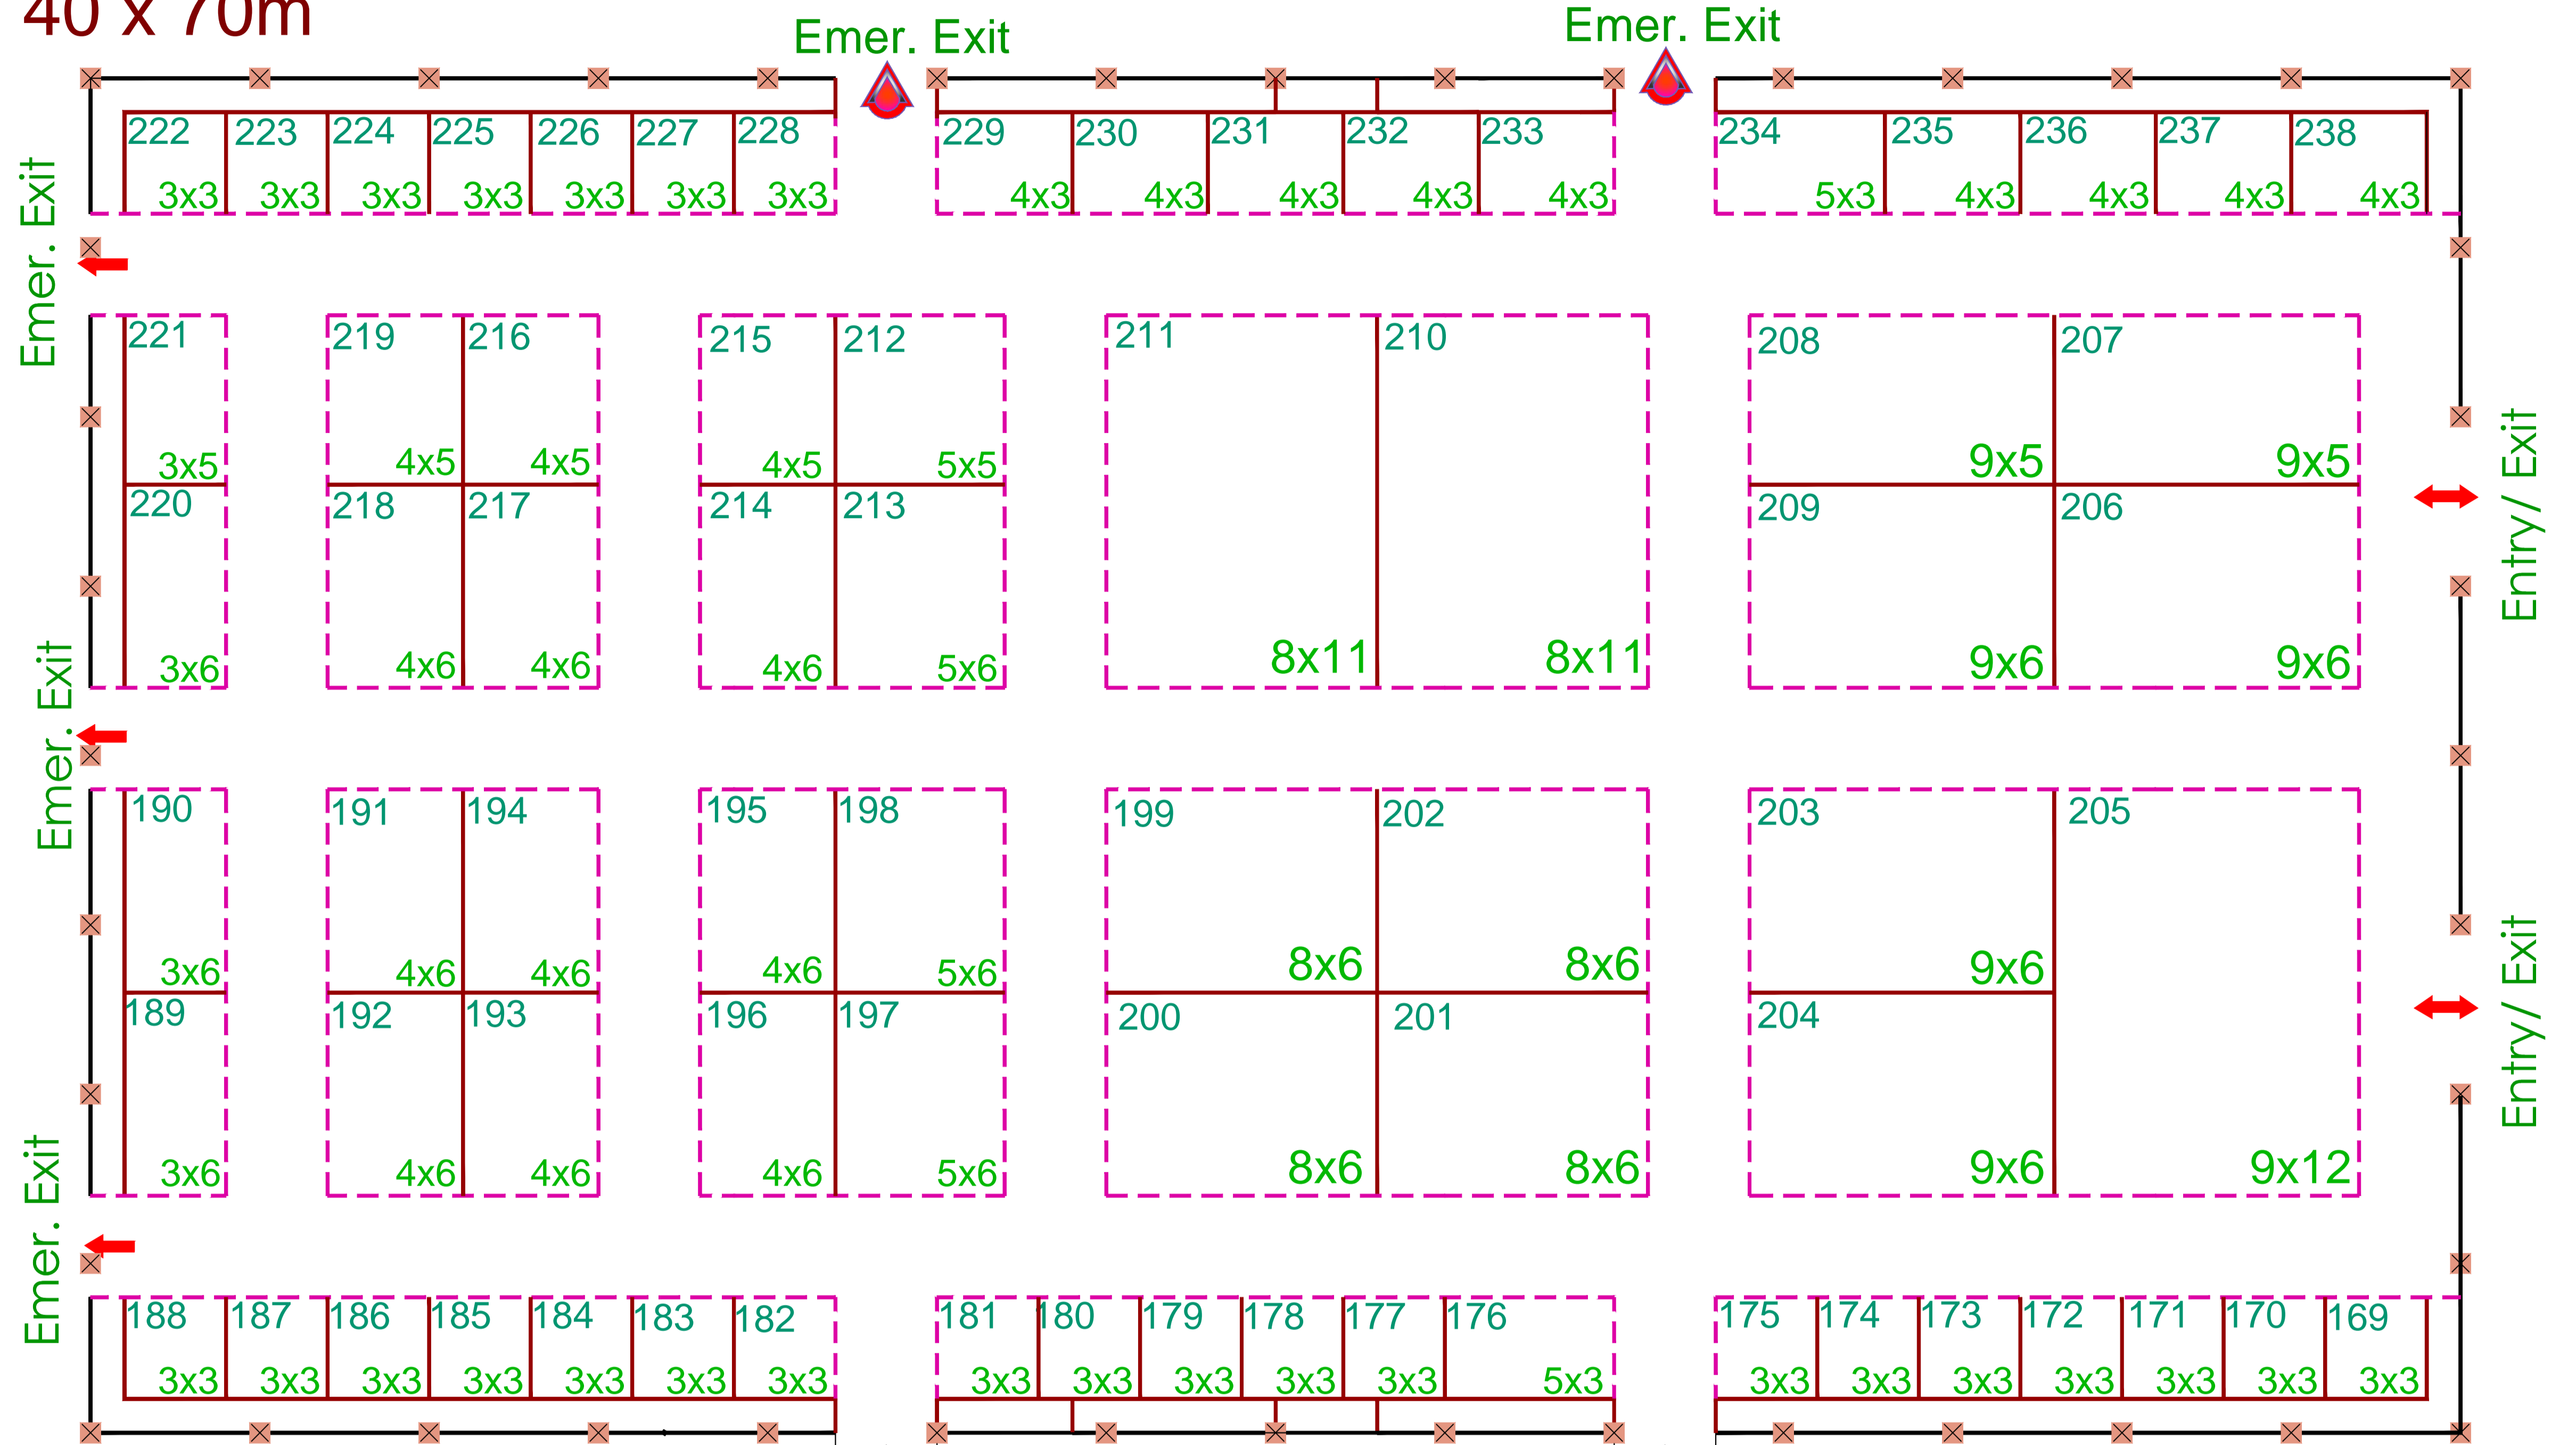 40 x 70m
Emer. Exit
Emer. Exit
222 223 224 225 226 227 228 229 230 231 232 233 234 235 236 237 238
3x3 3x3 3x3 3x3 3x3 3x3 3x3 4x3 4x3 4x3 4x3 4x3 5x3 4x3 4x3 4x3 4x3
Emer. Exit
221 219 216 215 212 211 210 208 207
3x5 4x5 4x5 4x5 5x5 9x5 9x5
Entry/ Exit
220 218 217 214 213 209 206
3x6 4x6 4x6 4x6 5x6 8x11 8x11 9x6 9x6
Emer. Exit
190 191 194 195 198 199 202 203 205
3x6 4x6 4x6 4x6 5x6 8x6 8x6 9x6
Entry/ Exit
189 192 193 196 197 200 201 204
3x6 4x6 4x6 4x6 5x6 8x6 8x6 9x6 9x12
Emer. Exit
188 187 186 185 184 183 182 181 180 179 178 177 176 175 174 173 172 171 170 169
3x3 3x3 3x3 3x3 3x3 3x3 3x3 3x3 3x3 3x3 3x3 3x3 5x3 3x3 3x3 3x3 3x3 3x3 3x3 3x3